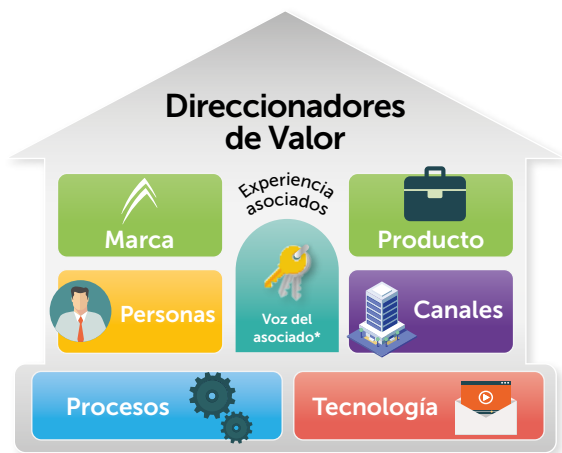 Direccionadores
de Valor
Experiencia
asociados
Marca
Producto
Personas
Voz del
asociado*
Canales
Procesos
Tecnología